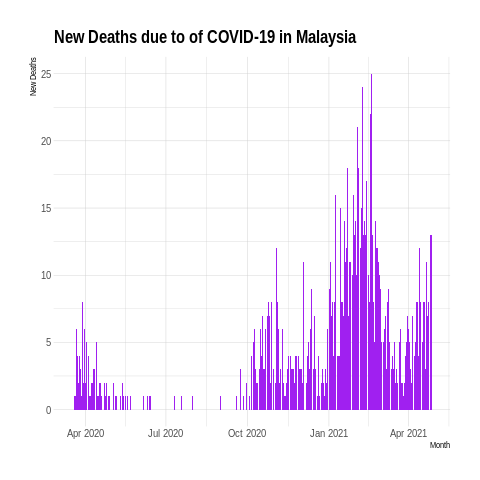 New Deaths due to of COVID-19 in Malaysia
New Deaths
25
20
15
10
5
0
Apr 2020 Jul 2020 Oct 2020 Jan 2021 Apr 2021
Month